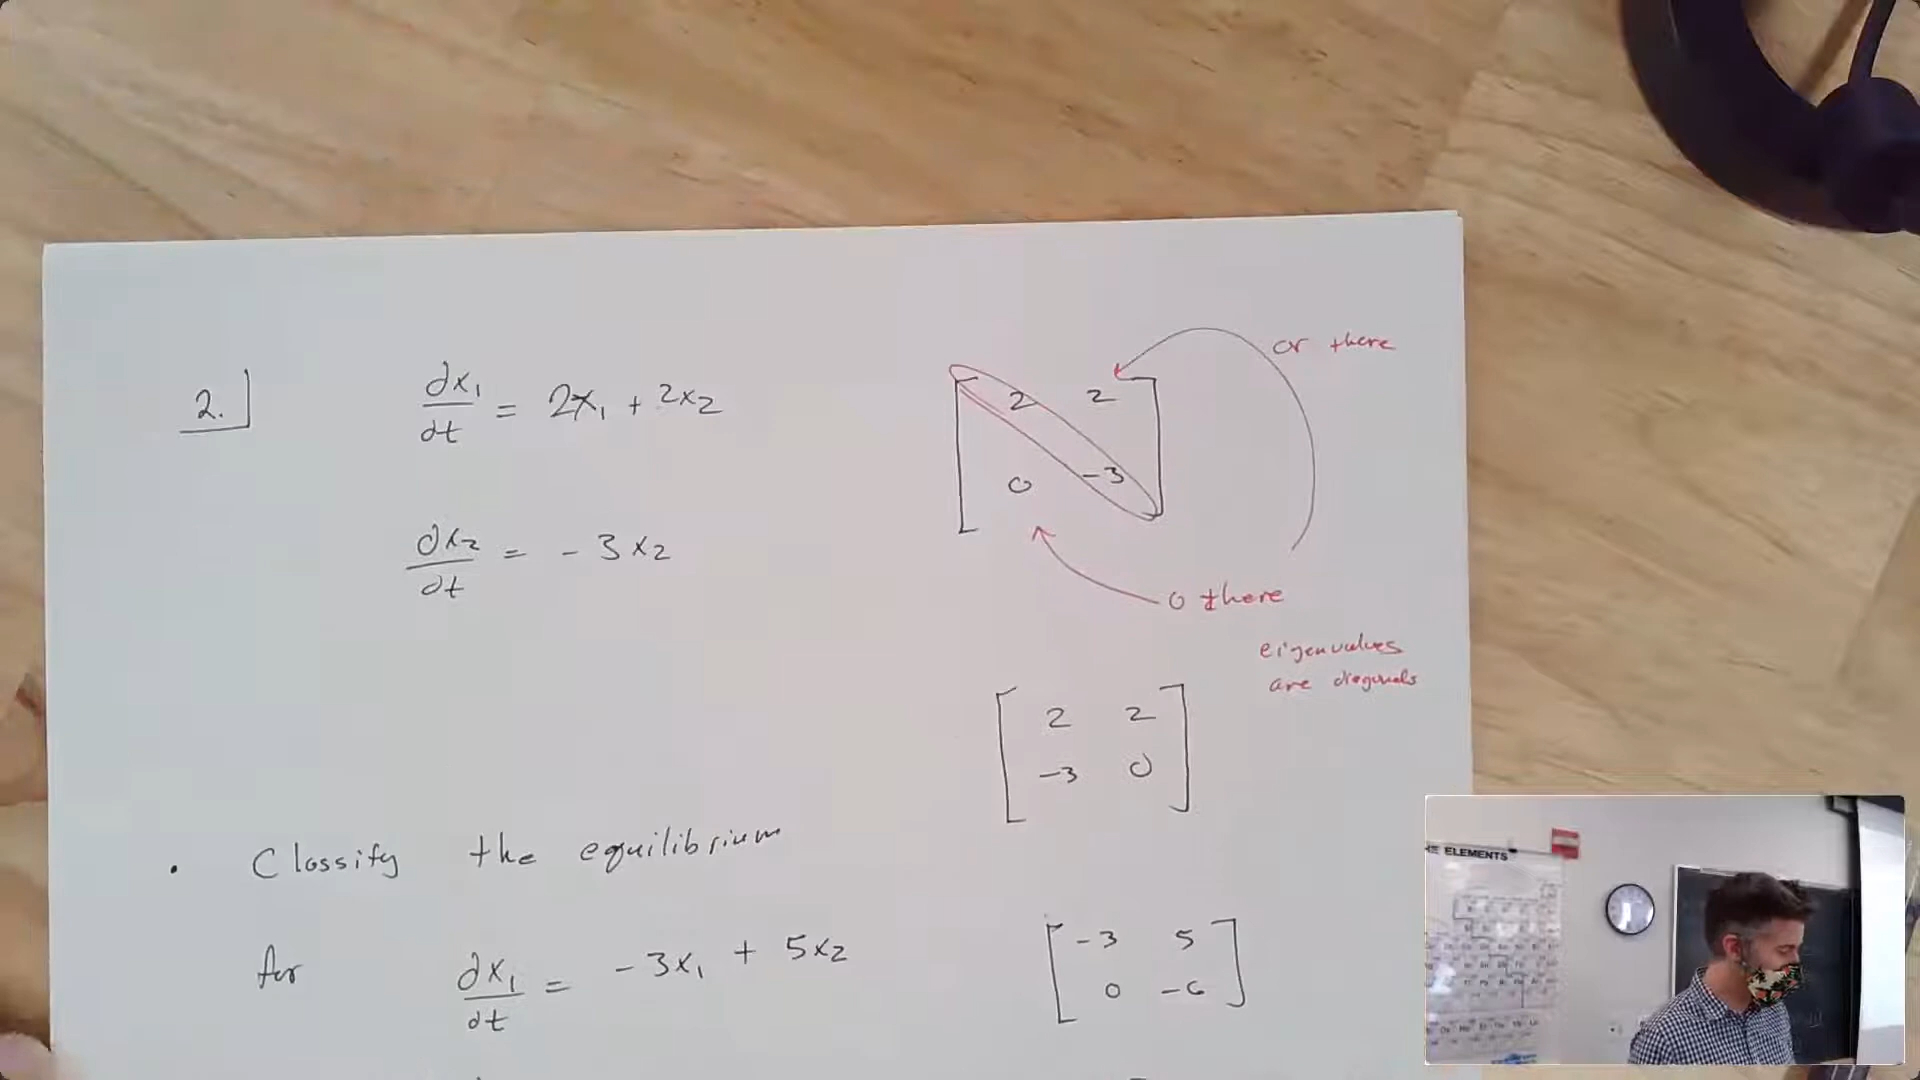 2.
dx₁/dt = 2x₁ + 2x₂
dx₂/dt = - 3x₂
2 2
0 -3
or there
0 there
eigenvalues
are diagonals
2 2
-3 0
• Classify the equilibrium
for dx₁/dt = -3x₁ + 5x₂
-3 5
0 -6
ELEMENTS